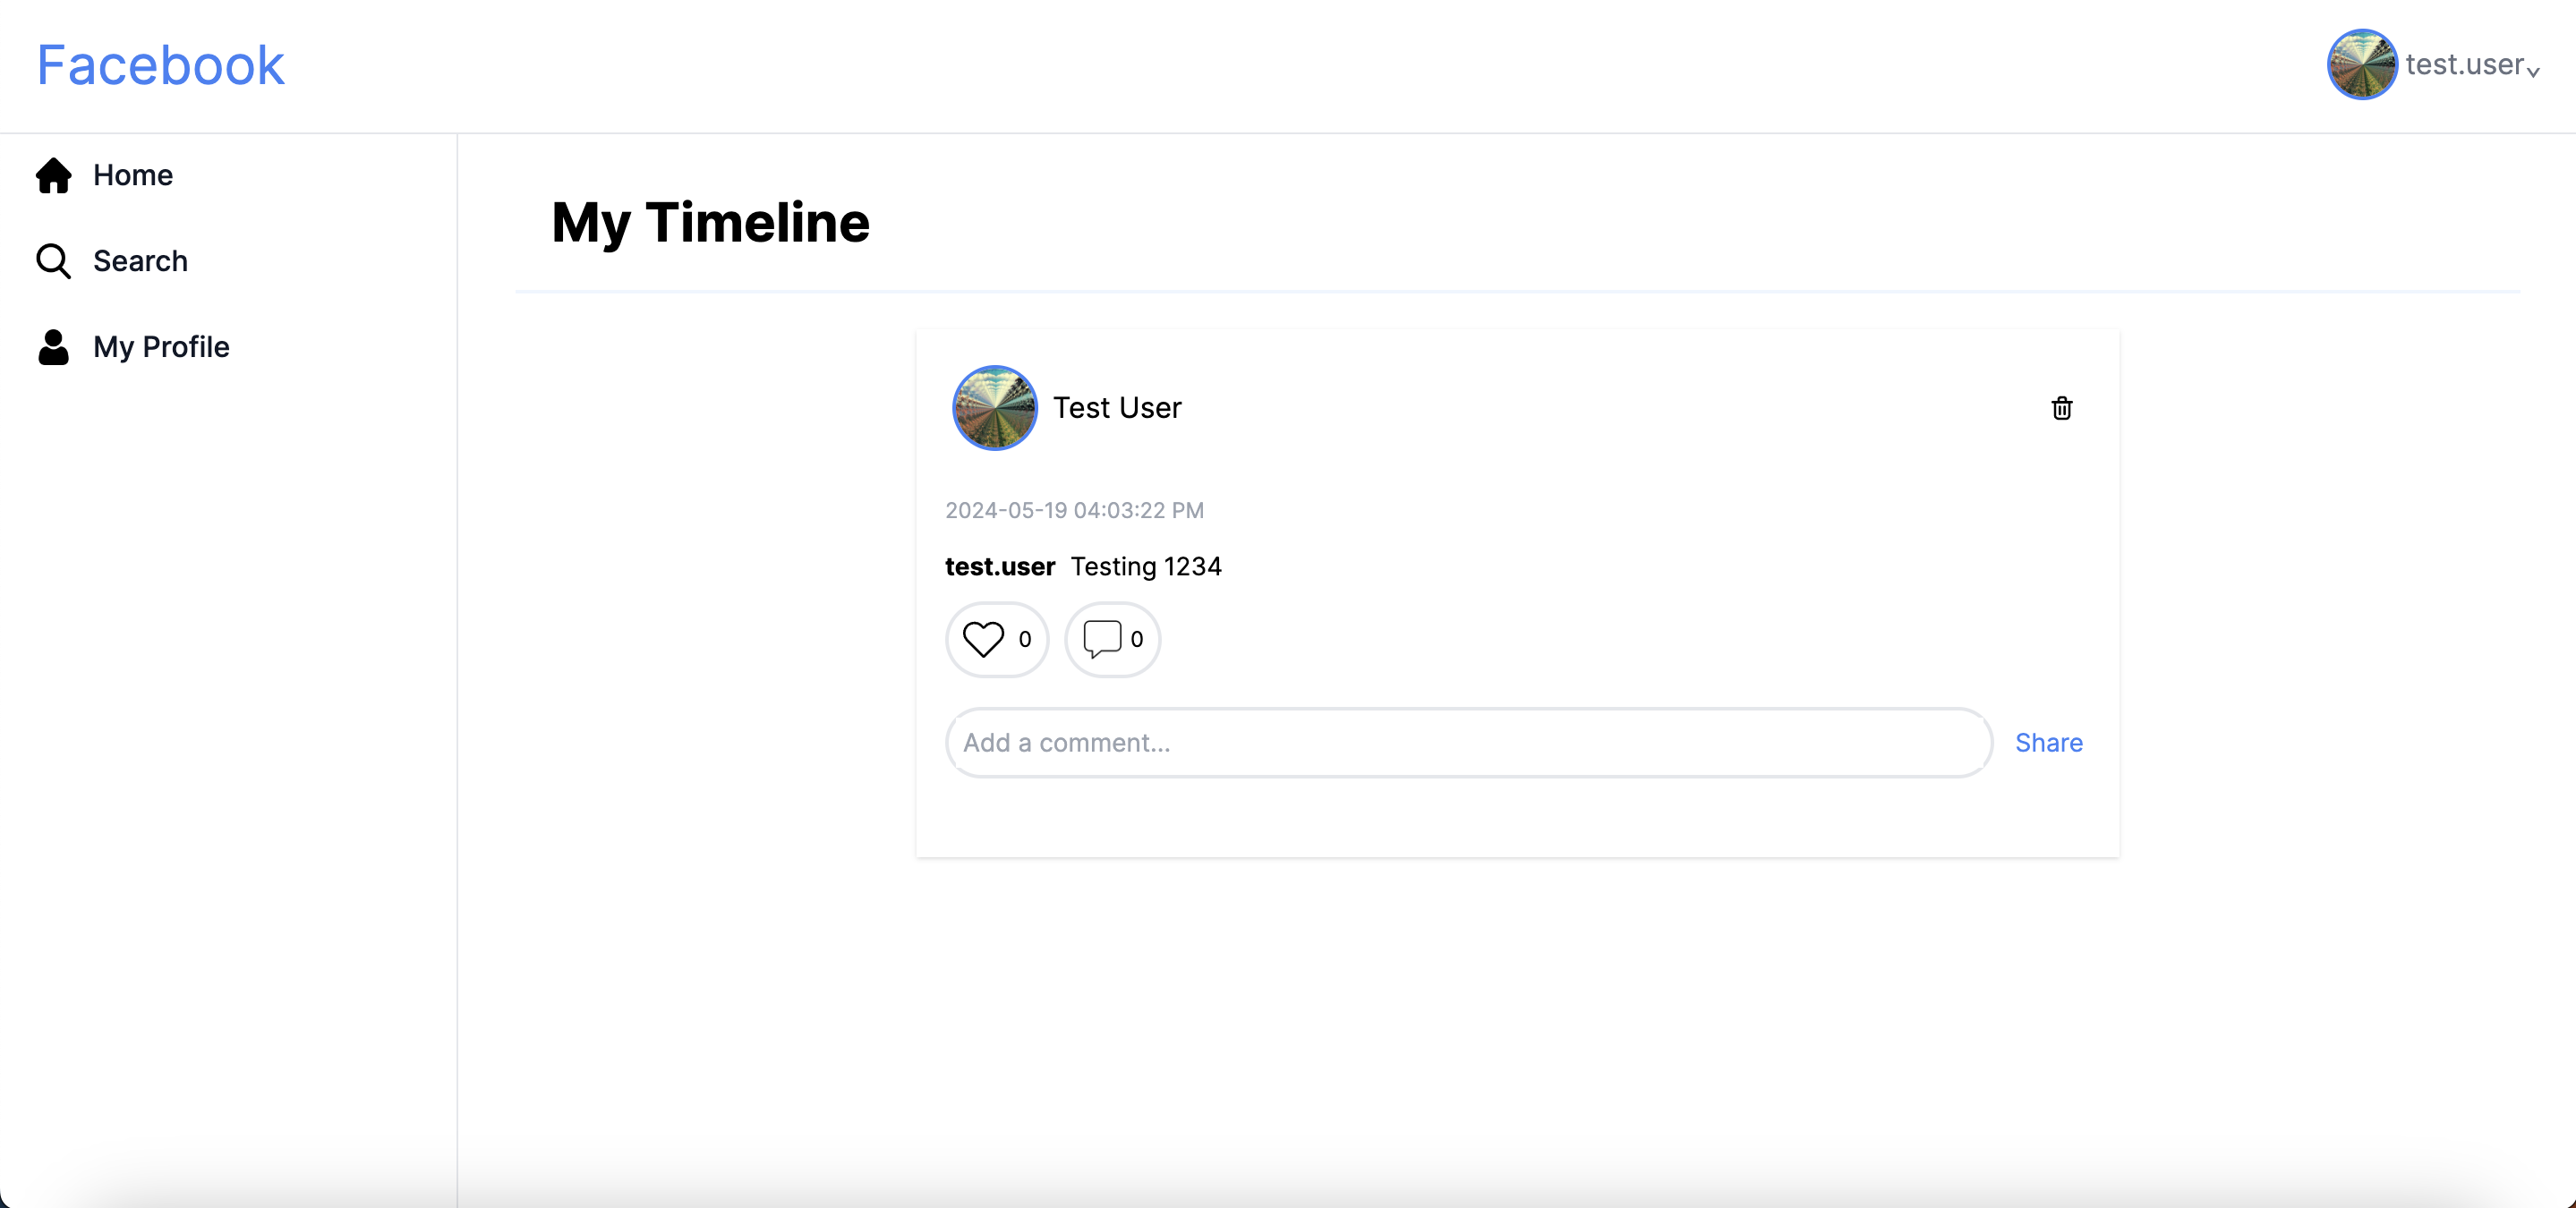 Facebook
test.user
Home
Search
My Profile
My Timeline
Test User
2024-05-19 04:03:22 PM
test.user Testing 1234
0 0
Add a comment... Share